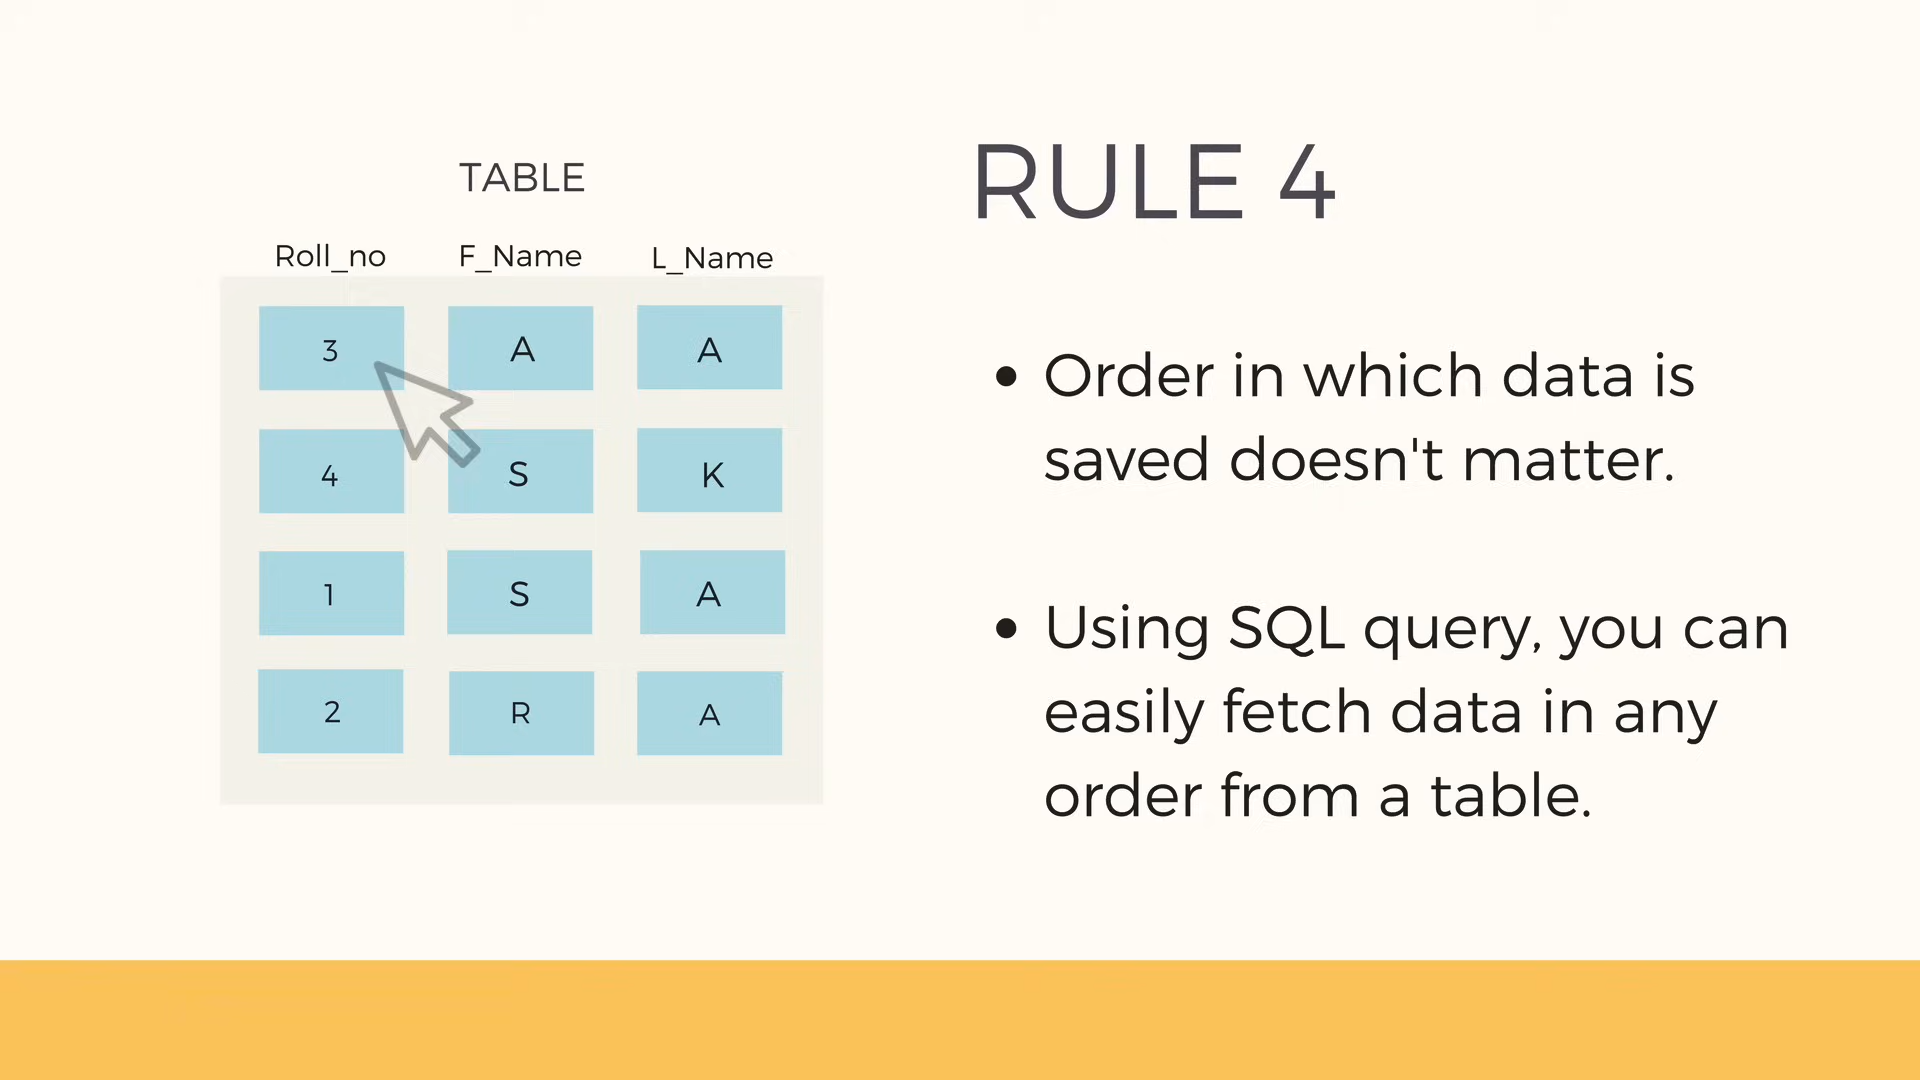 TABLE
Roll_no F_Name L_Name
3 A A
4 S K
1 S A
2 R A
RULE 4
• Order in which data is
saved doesn't matter.
• Using SQL query, you can
easily fetch data in any
order from a table.